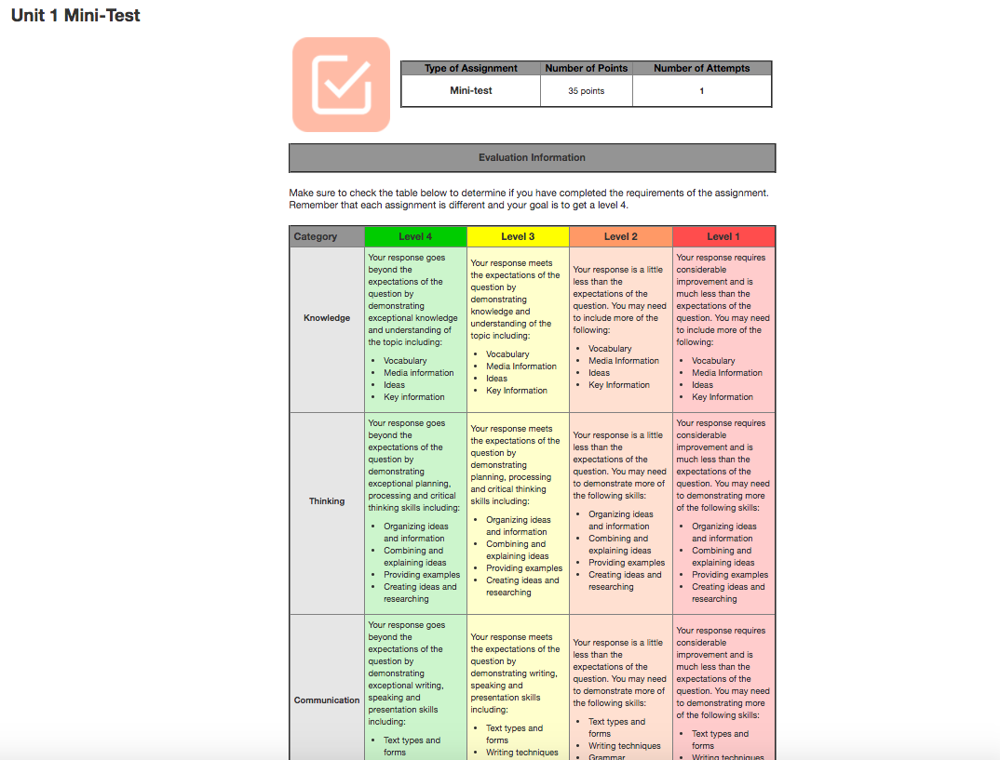 Unit 1 Mini-Test
Type of Assignment Number of Points Number of Attempts
Mini-test 35 points 1
Evaluation Information
Make sure to check the table below to determine if you have completed the requirements of the assignment.
Remember that each assignment is different and your goal is to get a level 4.
Category Level 4 Level 3 Level 2 Level 1
Knowledge
Your response goes
beyond the
expectations of the
question by
demonstrating
exceptional knowledge
and understanding of
the topic including:
• Vocabulary
• Media information
• Ideas
• Key information
Your response meets
the expectations of the
question by
demonstrating
knowledge and
understanding of the
topic including:
• Vocabulary
• Media Information
• Ideas
• Key Information
Your response is a little
less than the
expectations of the
question. You may need
to include more of the
following:
• Vocabulary
• Media Information
• Ideas
• Key Information
Your response requires
considerable
improvement and is
much less than the
expectations of the
question. You may need
to include more of the
following:
• Vocabulary
• Media Information
• Ideas
• Key Information
Thinking
Your response goes
beyond the
expectations of the
question by
demonstrating
exceptional planning,
processing and critical
thinking skills including:
• Organizing ideas
and information
• Combining and
explaining ideas
• Providing examples
• Creating ideas and
researching
Your response meets
the expectations of the
question by
demonstrating
planning, processing
and critical thinking
skills including:
• Organizing ideas
and information
• Combining and
explaining ideas
• Providing examples
• Creating ideas and
researching
Your response is a little
less than the
expectations of the
question. You may need
to demonstrate more of
the following skills:
• Organizing ideas
and information
• Combining and
explaining ideas
• Providing examples
• Creating ideas and
researching
Your response requires
considerable
improvement and is
much less than the
expectations of the
question. You may need
to demonstrating more
of the following skills:
• Organizing ideas
and information
• Combining and
explaining ideas
• Providing examples
• Creating ideas and
researching
Communication
Your response goes
beyond the
expectations of the
question by
demonstrating
exceptional writing,
speaking and
presentation skills
including:
• Text types and
forms
Your response meets
the expectations of the
question by
demonstrating writing,
speaking and
presentation skills
including:
• Text types and
forms
• Writing techniques
Your response is a little
less than the
expectations of the
question. You may need
to demonstrate more of
the following skills:
• Text types and
forms
• Writing techniques
• Grammar
Your response requires
considerable
improvement and is
much less than the
expectations of the
question. You may need
to demonstrating more
of the following skills:
• Text types and
forms
• Writing techniques